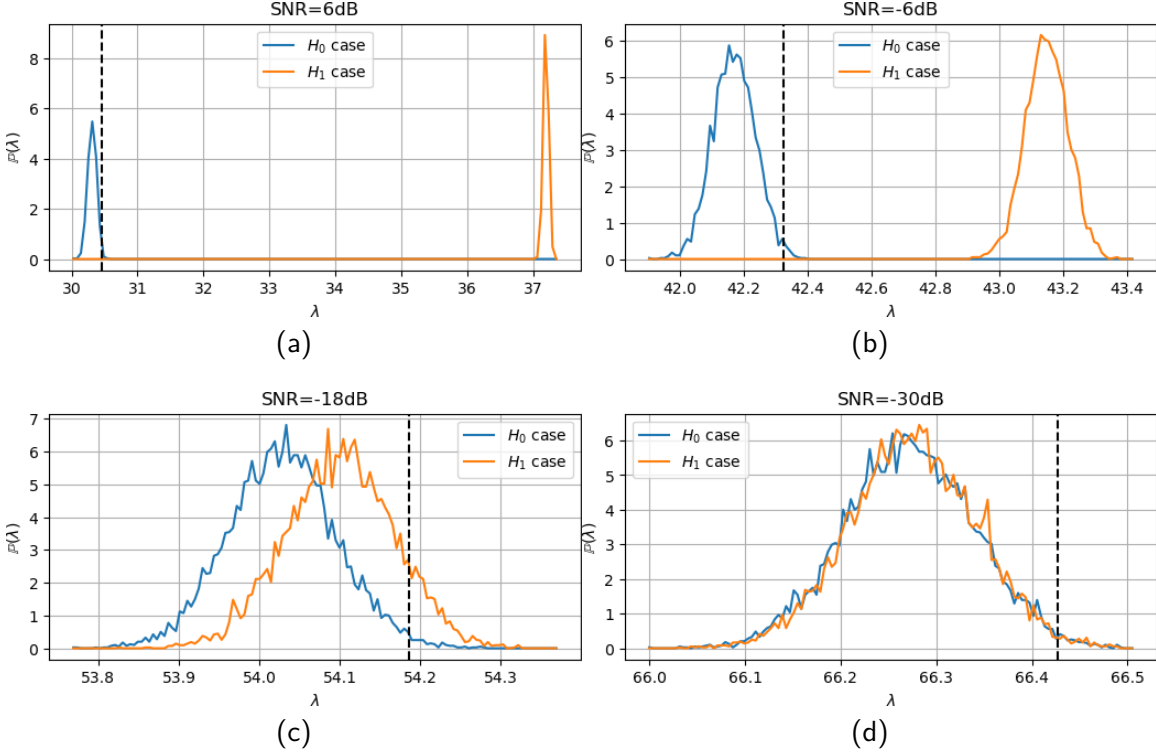 SNR=6dB
H₀ case
H₁ case
ℙ(λ)
8
6
4
2
0
30 31 32 33 34 35 36 37
λ
(a)
SNR=-6dB
H₀ case
H₁ case
ℙ(λ)
6
5
4
3
2
1
0
42.0 42.2 42.4 42.6 42.8 43.0 43.2 43.4
λ
(b)
SNR=-18dB
H₀ case
H₁ case
ℙ(λ)
7
6
5
4
3
2
1
0
53.8 53.9 54.0 54.1 54.2 54.3
λ
(c)
SNR=-30dB
H₀ case
H₁ case
ℙ(λ)
6
5
4
3
2
1
0
66.0 66.1 66.2 66.3 66.4 66.5
λ
(d)